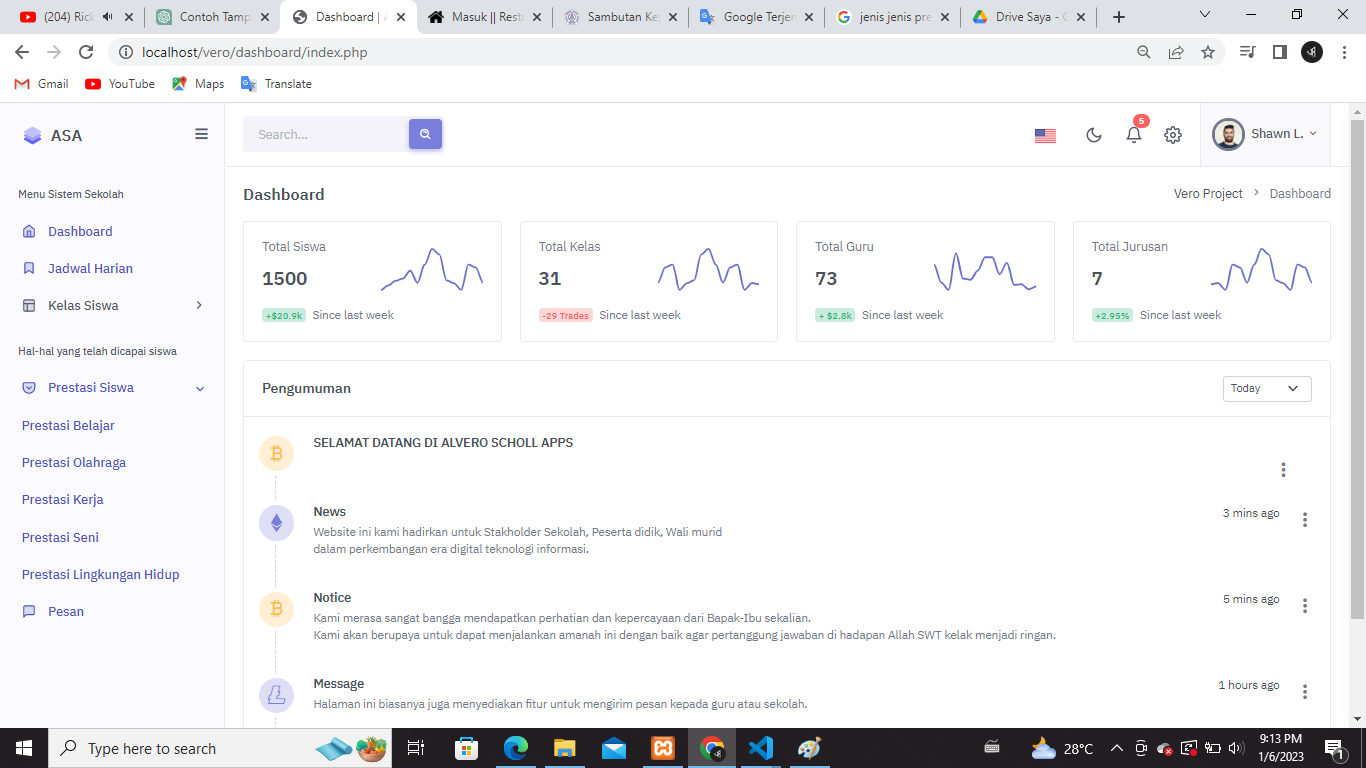 (204) Rick
Contoh Tamp
Dashboard | A
Masuk || Rest
Sambutan Ke
Google Terjem
jenis jenis pre
Drive Saya - G
localhost/vero/dashboard/index.php
Gmail
YouTube
Maps
Translate
ASA
Search...
5
Shawn L.
Menu Sistem Sekolah
Dashboard
Jadwal Harian
Kelas Siswa
Hal-hal yang telah dicapai siswa
Prestasi Siswa
Prestasi Belajar
Prestasi Olahraga
Prestasi Kerja
Prestasi Seni
Prestasi Lingkungan Hidup
Pesan
Dashboard
Vero Project > Dashboard
Total Siswa
1500
+$20.9k Since last week
Total Kelas
31
-29 Trades Since last week
Total Guru
73
+ $2.8k Since last week
Total Jurusan
7
+2.95% Since last week
Pengumuman
Today
SELAMAT DATANG DI ALVERO SCHOLL APPS
News
3 mins ago
Website ini kami hadirkan untuk Stakholder Sekolah, Peserta didik, Wali murid
dalam perkembangan era digital teknologi informasi.
Notice
5 mins ago
Kami merasa sangat bangga mendapatkan perhatian dan kepercayaan dari Bapak-Ibu sekalian.
Kami akan berupaya untuk dapat menjalankan amanah ini dengan baik agar pertanggung jawaban di hadapan Allah SWT kelak menjadi ringan.
Message
1 hours ago
Halaman ini biasanya juga menyediakan fitur untuk mengirim pesan kepada guru atau sekolah.
Type here to search
28°C
9:13 PM
1/6/2023
1